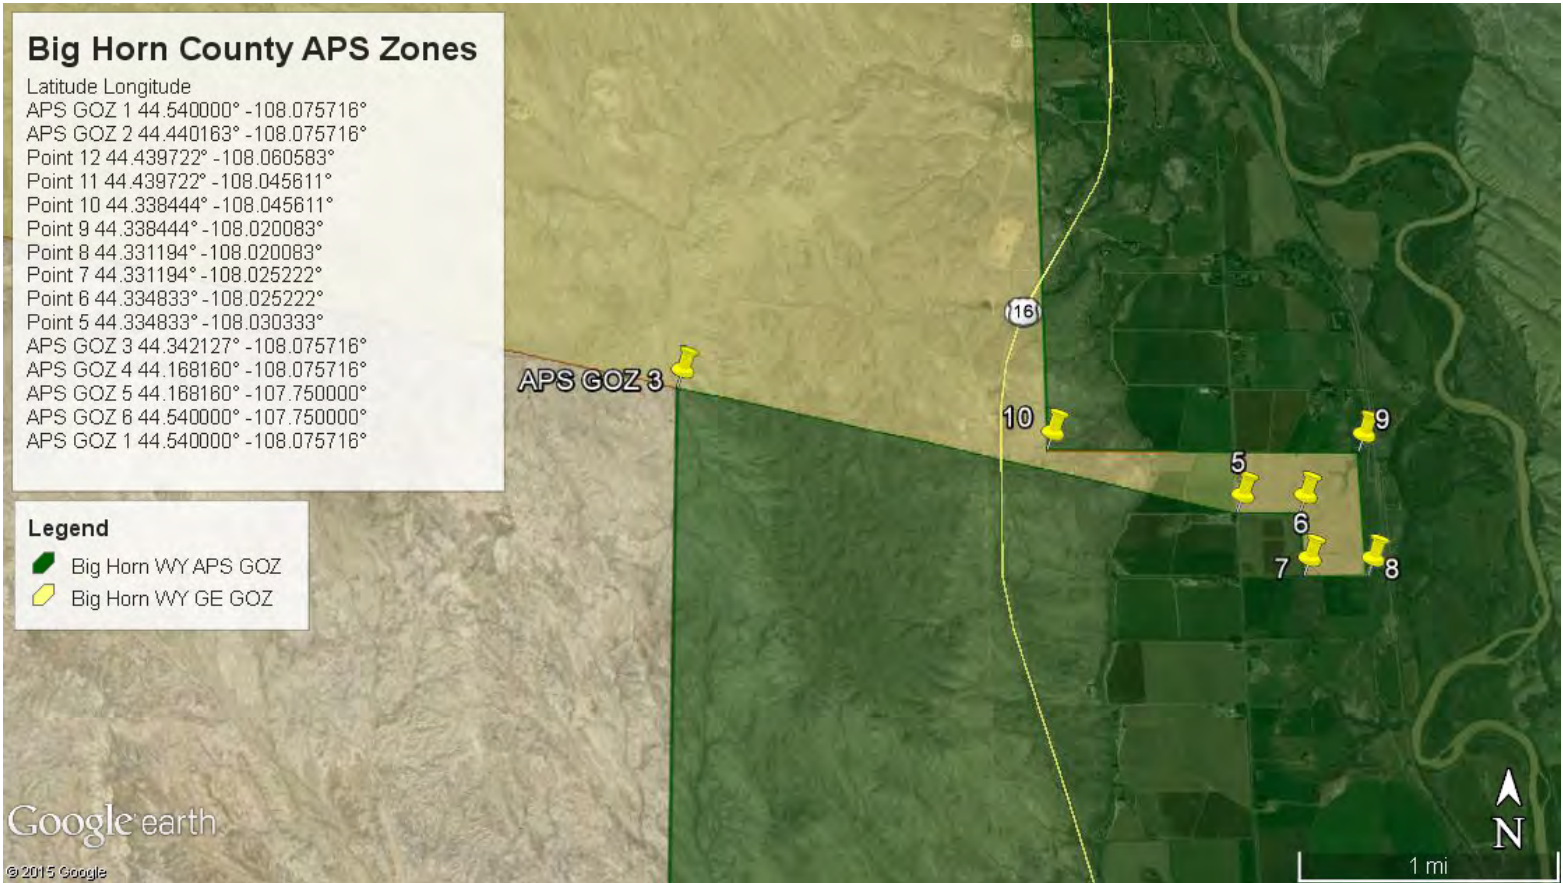 Big Horn County APS Zones
Latitude Longitude
APS GOZ 1 44.540000° -108.075716°
APS GOZ 2 44.440163° -108.075716°
Point 12 44.439722° -108.060583°
Point 11 44.439722° -108.045611°
Point 10 44.338444° -108.045611°
Point 9 44.338444° -108.020083°
Point 8 44.331194° -108.020083°
Point 7 44.331194° -108.025222°
Point 6 44.334833° -108.025222°
Point 5 44.334833° -108.030333°
APS GOZ 3 44.342127° -108.075716°
APS GOZ 4 44.168160° -108.075716°
APS GOZ 5 44.168160° -107.750000°
APS GOZ 6 44.540000° -107.750000°
APS GOZ 1 44.540000° -108.075716°
Legend
Big Horn WY APS GOZ
Big Horn WY GE GOZ
16
APS GOZ 3
10
9
5
6
7
8
Google earth
© 2015 Google
N
1 mi